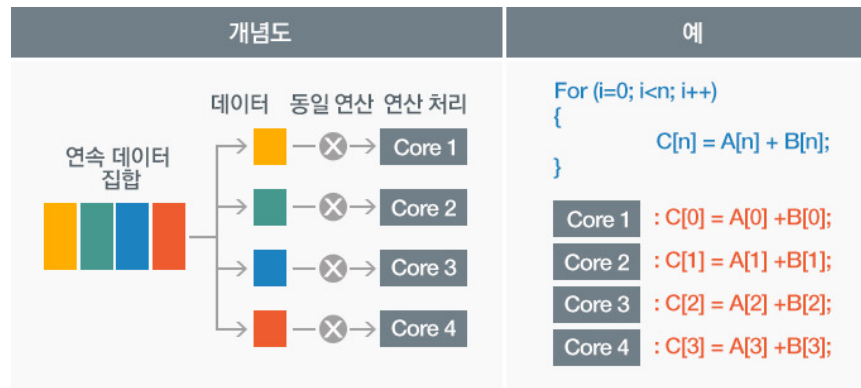 개념도
예
데이터 동일 연산 연산 처리
연속 데이터
집합
Core 1
Core 2
Core 3
Core 4
For (i=0; i<n; i++)
{
C[n] = A[n] + B[n];
}
Core 1 : C[0] = A[0] +B[0];
Core 2 : C[1] = A[1] +B[1];
Core 3 : C[2] = A[2] +B[2];
Core 4 : C[3] = A[3] +B[3];